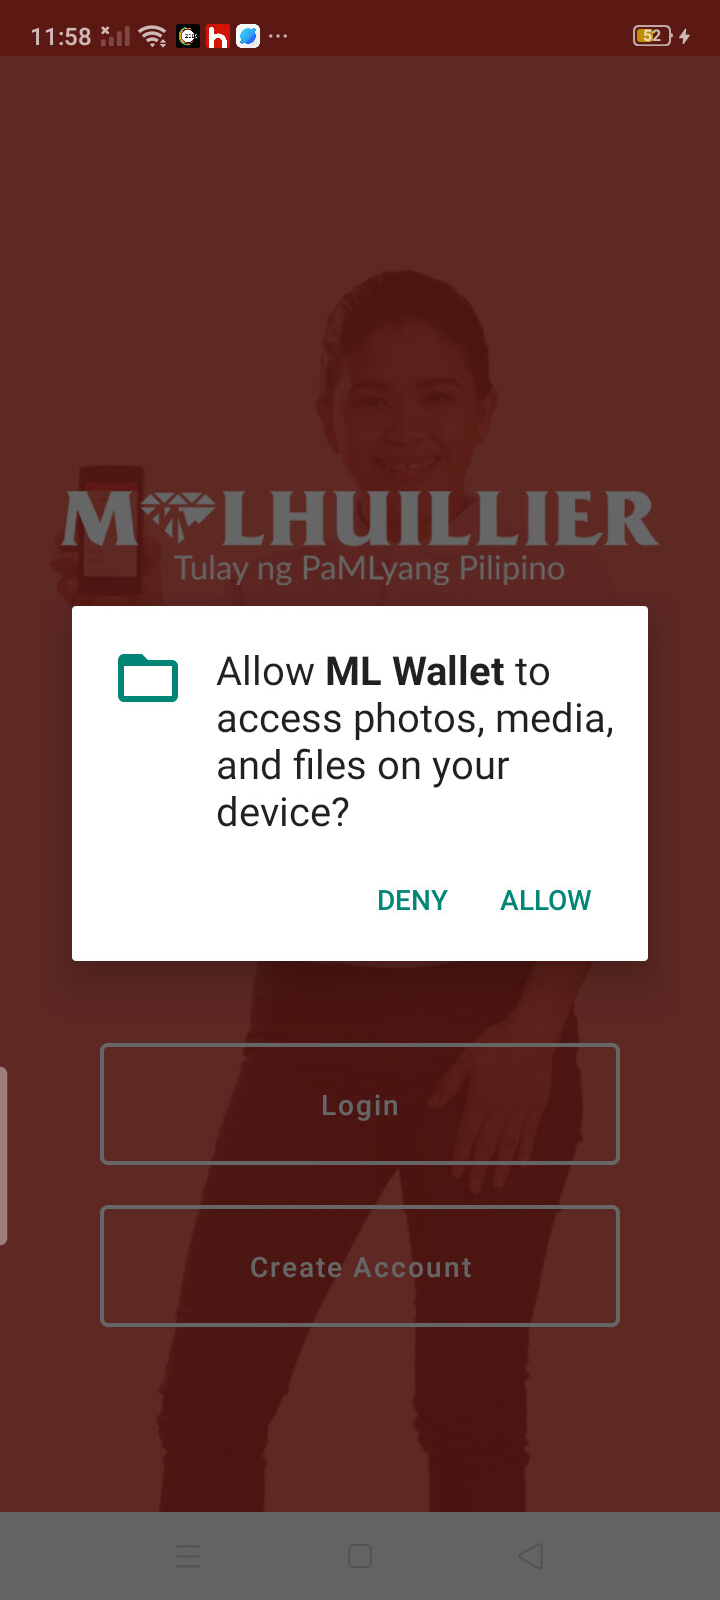 11:58
52
M LHUILLIER
Tulay ng PaMLyang Pilipino
Allow ML Wallet to
access photos, media,
and files on your
device?
DENY ALLOW
Login
Create Account